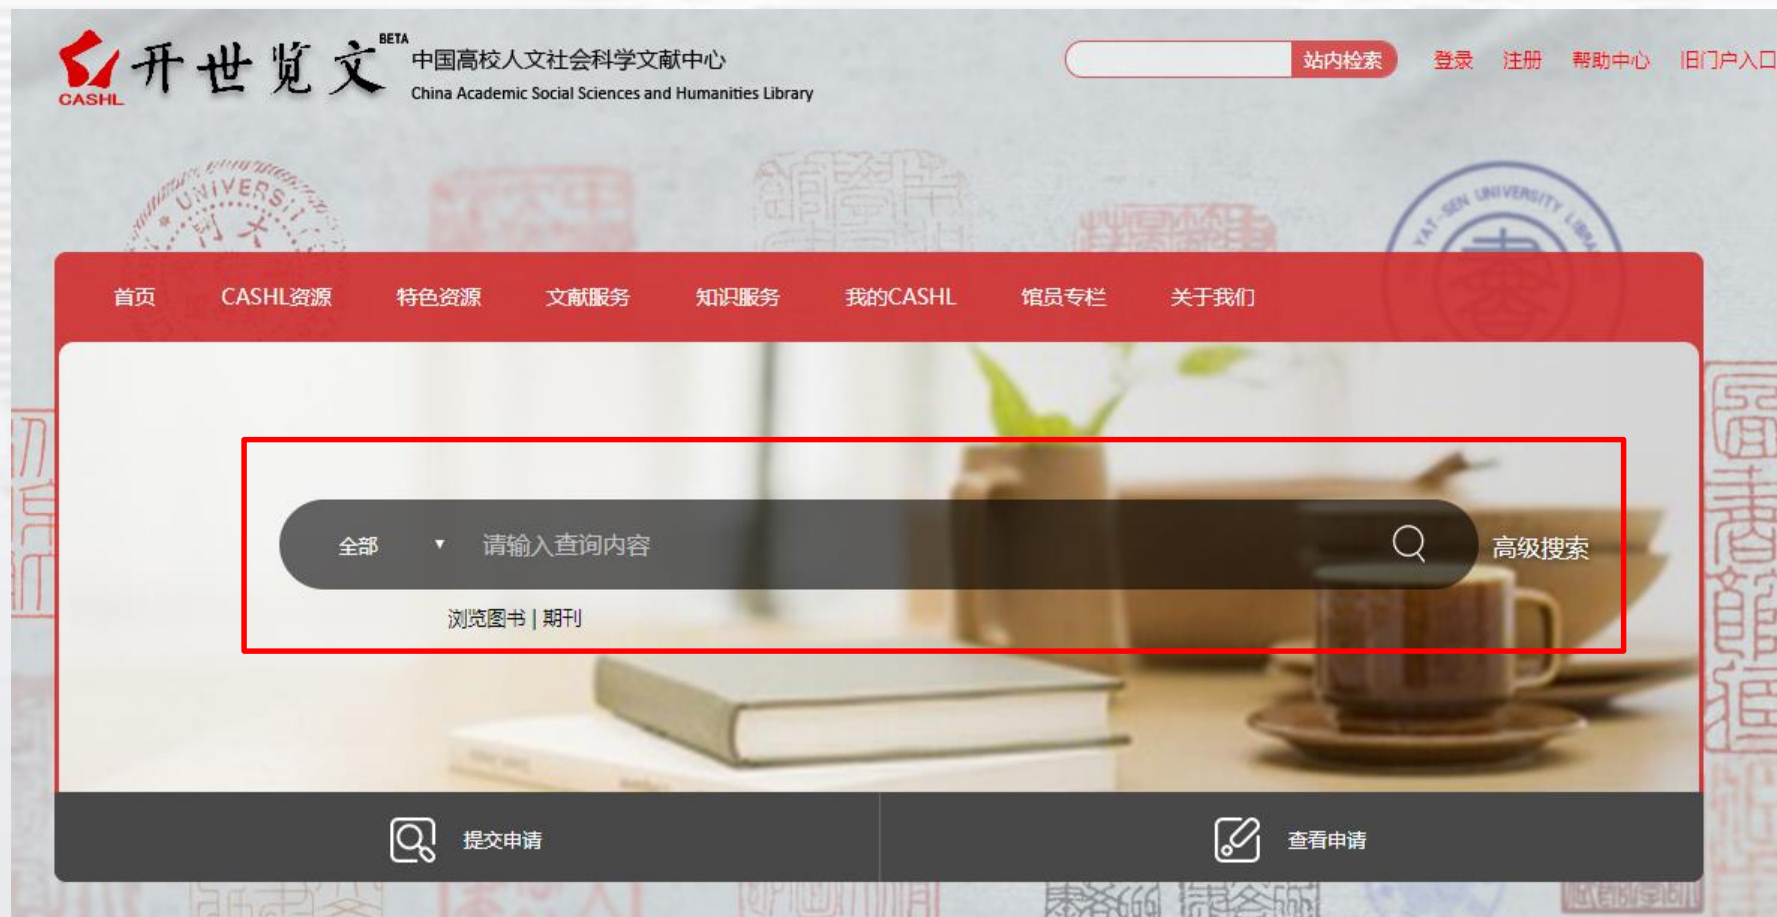 开世览文 BETA
CASHL
中国高校人文社会科学文献中心
China Academic Social Sciences and Humanities Library
站内检索 登录 注册 帮助中心 旧门户入口
UNIVERSIT
YAT-SEN UNIVERSITY LIBRA
首页 CASHL资源 特色资源 文献服务 知识服务 我的CASHL 馆员专栏 关于我们
全部 ▼ 请输入查询内容 高级搜索
浏览图书 | 期刊
提交申请 查看申请